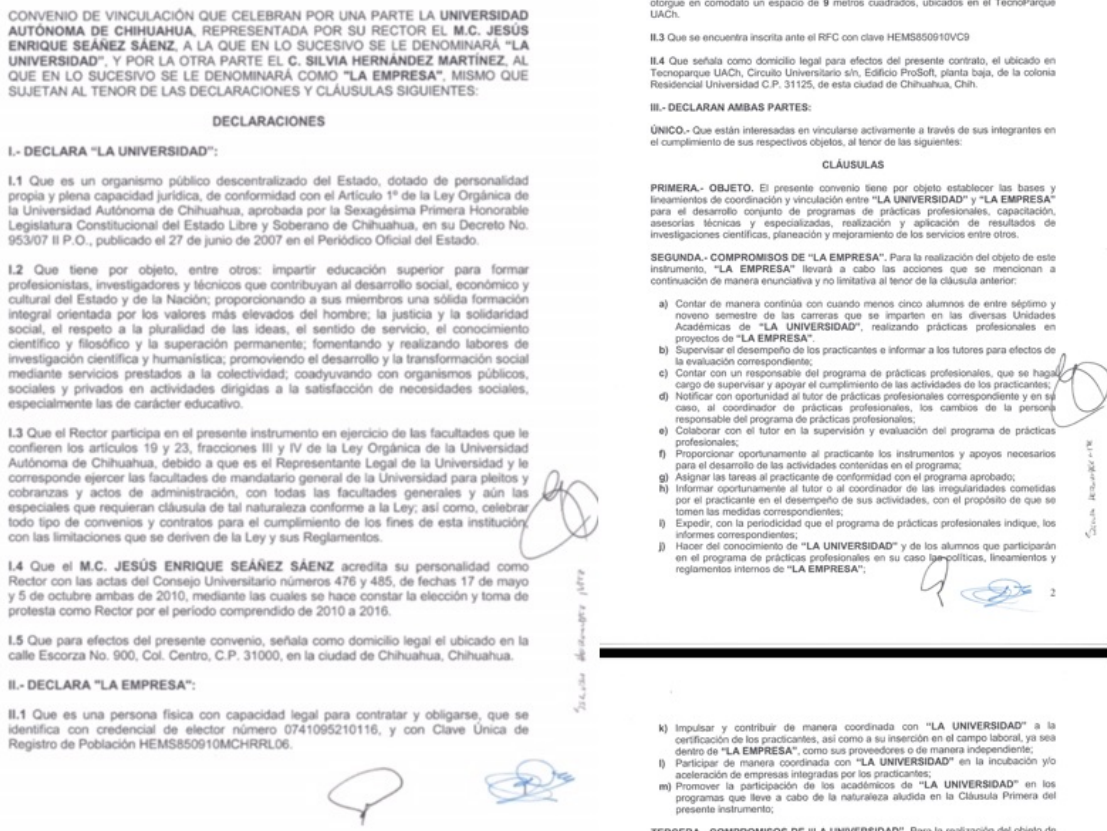 CONVENIO DE VINCULACIÓN QUE CELEBRAN POR UNA PARTE LA UNIVERSIDAD
AUTÓNOMA DE CHIHUAHUA, REPRESENTADA POR SU RECTOR EL M.C. JESÚS
ENRIQUE SEÁÑEZ SÁENZ, A LA QUE EN LO SUCESIVO SE LE DENOMINARÁ "LA
UNIVERSIDAD", Y POR LA OTRA PARTE EL C. SILVIA HERNÁNDEZ MARTÍNEZ, AL
QUE EN LO SUCESIVO SE LE DENOMINARÁ COMO "LA EMPRESA", MISMO QUE
SUJETAN AL TENOR DE LAS DECLARACIONES Y CLÁUSULAS SIGUIENTES:
DECLARACIONES
I.- DECLARA "LA UNIVERSIDAD":
I.1 Que es un organismo público descentralizado del Estado, dotado de personalidad
propia y plena capacidad jurídica, de conformidad con el Artículo 1º de la Ley Orgánica de
la Universidad Autónoma de Chihuahua, aprobada por la Sexagésima Primera Honorable
Legislatura Constitucional del Estado Libre y Soberano de Chihuahua, en su Decreto No.
953/07 II P.O., publicado el 27 de junio de 2007 en el Periódico Oficial del Estado.
I.2 Que tiene por objeto, entre otros: impartir educación superior para formar
profesionistas, investigadores y técnicos que contribuyan al desarrollo social, económico y
cultural del Estado y de la Nación; proporcionando a sus miembros una sólida formación
integral orientada por los valores más elevados del hombre; la justicia y la solidaridad
social, el respeto a la pluralidad de las ideas, el sentido de servicio, el conocimiento
científico y filosófico y la superación permanente; fomentando y realizando labores de
investigación científica y humanística; promoviendo el desarrollo y la transformación social
mediante servicios prestados a la colectividad; coadyuvando con organismos públicos,
sociales y privados en actividades dirigidas a la satisfacción de necesidades sociales,
especialmente las de carácter educativo.
I.3 Que el Rector participa en el presente instrumento en ejercicio de las facultades que le
confieren los artículos 19 y 23, fracciones III y IV de la Ley Orgánica de la Universidad
Autónoma de Chihuahua, debido a que es el Representante Legal de la Universidad y le
corresponde ejercer las facultades de mandatario general de la Universidad para pleitos y
cobranzas y actos de administración, con todas las facultades generales y aún las
especiales que requieran cláusula de tal naturaleza conforme a la Ley; así como, celebrar
todo tipo de convenios y contratos para el cumplimiento de los fines de esta institución,
con las limitaciones que se deriven de la Ley y sus Reglamentos.
I.4 Que el M.C. JESÚS ENRIQUE SEÁÑEZ SÁENZ acredita su personalidad como
Rector con las actas del Consejo Universitario números 476 y 485, de fechas 17 de mayo
y 5 de octubre ambas de 2010, mediante las cuales se hace constar la elección y toma de
protesta como Rector por el período comprendido de 2010 a 2016.
I.5 Que para efectos del presente convenio, señala como domicilio legal el ubicado en la
calle Escorza No. 900, Col. Centro, C.P. 31000, en la ciudad de Chihuahua, Chihuahua.
II.- DECLARA "LA EMPRESA":
II.1 Que es una persona física con capacidad legal para contratar y obligarse, que se
identifica con credencial de elector número 0741095210116, y con Clave Única de
Registro de Población HEMS850910MCHRRL06.
otorgue en comodato un espacio de 9 metros cuadrados, ubicados en el TecnoParque
UACh.
II.3 Que se encuentra inscrita ante el RFC con clave HEMS850910VC9
II.4 Que señala como domicilio legal para efectos del presente contrato, el ubicado en
Tecnoparque UACh, Circuito Universitario s/n, Edificio ProSoft, planta baja, de la colonia
Residencial Universidad C.P. 31125, de esta ciudad de Chihuahua, Chih.
III.- DECLARAN AMBAS PARTES:
ÚNICO.- Que están interesadas en vincularse activamente a través de sus integrantes en
el cumplimiento de sus respectivos objetos, al tenor de las siguientes:
CLÁUSULAS
PRIMERA.- OBJETO. El presente convenio tiene por objeto establecer las bases y
lineamientos de coordinación y vinculación entre "LA UNIVERSIDAD" y "LA EMPRESA"
para el desarrollo conjunto de programas de prácticas profesionales, capacitación,
asesorías técnicas y especializadas, realización y aplicación de resultados de
investigaciones científicas, planeación y mejoramiento de los servicios entre otros.
SEGUNDA.- COMPROMISOS DE "LA EMPRESA". Para la realización del objeto de este
instrumento, "LA EMPRESA" llevará a cabo las acciones que se mencionan a
continuación de manera enunciativa y no limitativa al tenor de la cláusula anterior:
a) Contar de manera continúa con cuando menos cinco alumnos de entre séptimo y
noveno semestre de las carreras que se imparten en las diversas Unidades
Académicas de "LA UNIVERSIDAD", realizando prácticas profesionales en
proyectos de "LA EMPRESA".
b) Supervisar el desempeño de los practicantes e informar a los tutores para efectos de
la evaluación correspondiente;
c) Contar con un responsable del programa de prácticas profesionales, que se haga
cargo de supervisar y apoyar el cumplimiento de las actividades de los practicantes;
d) Notificar con oportunidad al tutor de prácticas profesionales correspondiente y en su
caso, al coordinador de prácticas profesionales, los cambios de la persona
responsable del programa de prácticas profesionales;
e) Colaborar con el tutor en la supervisión y evaluación del programa de prácticas
profesionales;
f) Proporcionar oportunamente al practicante los instrumentos y apoyos necesarios
para el desarrollo de las actividades contenidas en el programa;
g) Asignar las tareas al practicante de conformidad con el programa aprobado;
h) Informar oportunamente al tutor o al coordinador de las irregularidades cometidas
por el practicante en el desempeño de sus actividades, con el propósito de que se
tomen las medidas correspondientes;
i) Expedir, con la periodicidad que el programa de prácticas profesionales indique, los
informes correspondientes;
j) Hacer del conocimiento de "LA UNIVERSIDAD" y de los alumnos que participarán
en el programa de prácticas profesionales en su caso las políticas, lineamientos y
reglamentos internos de "LA EMPRESA";
2
k) Impulsar y contribuir de manera coordinada con "LA UNIVERSIDAD" a la
certificación de los practicantes, así como a su inserción en el campo laboral, ya sea
dentro de "LA EMPRESA", como sus proveedores o de manera independiente;
l) Participar de manera coordinada con "LA UNIVERSIDAD" en la incubación y/o
aceleración de empresas integradas por los practicantes;
m) Promover la participación de los académicos de "LA UNIVERSIDAD" en los
programas que lleve a cabo de la naturaleza aludida en la Cláusula Primera del
presente instrumento;
TERCERA.- COMPROMISOS DE "LA UNIVERSIDAD". Para la realización del objeto de